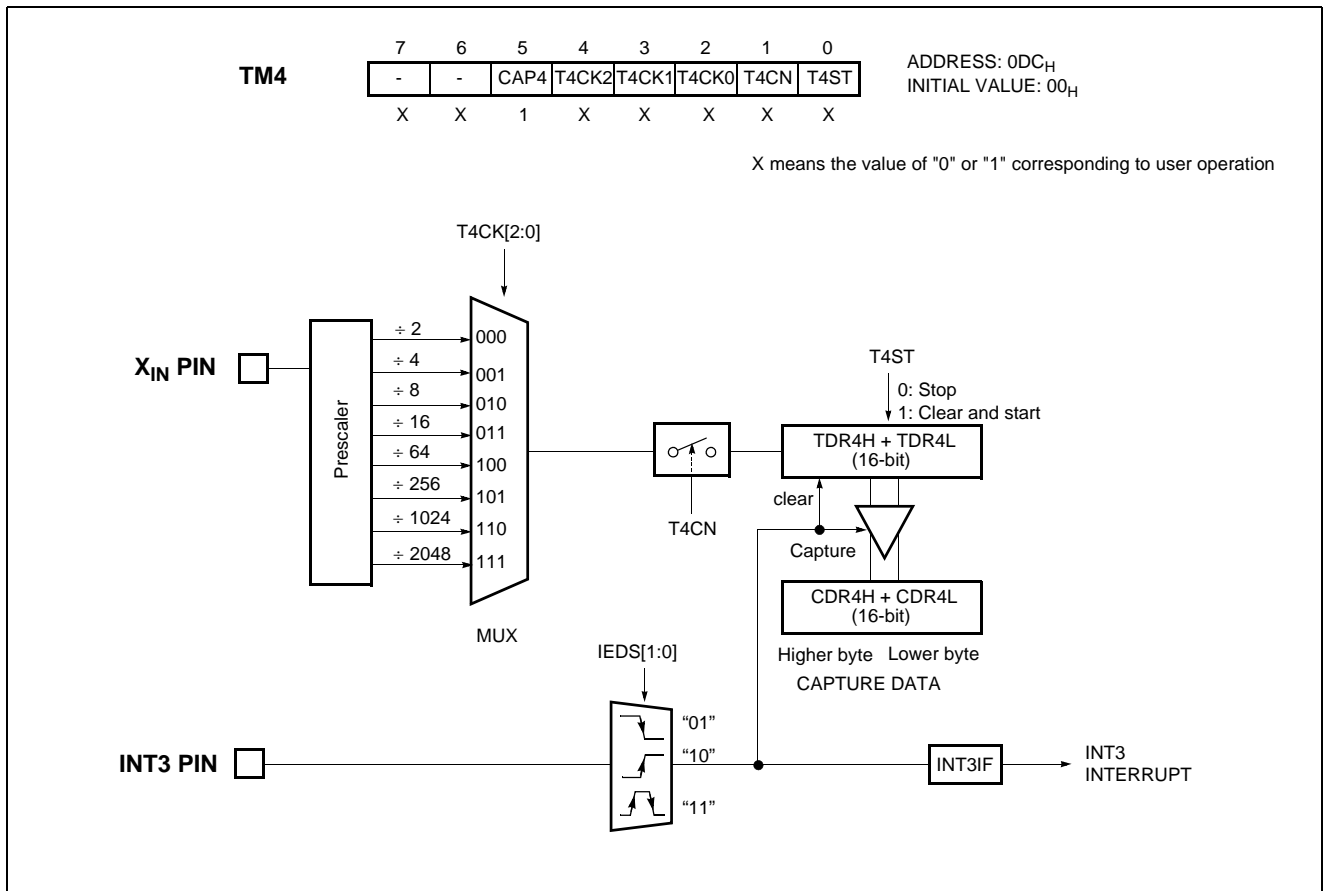 7 6 5 4 3 2 1 0
TM4
- - CAP4 T4CK2 T4CK1 T4CK0 T4CN T4ST
X X 1 X X X X X
ADDRESS: 0DCH
INITIAL VALUE: 00H
X means the value of "0" or "1" corresponding to user operation
T4CK[2:0]
XIN PIN
Prescaler
÷ 2
÷ 4
÷ 8
÷ 16
÷ 64
÷ 256
÷ 1024
÷ 2048
000
001
010
011
100
101
110
111
MUX
T4CN
T4ST
0: Stop
1: Clear and start
TDR4H + TDR4L
(16-bit)
clear
Capture
CDR4H + CDR4L
(16-bit)
Higher byte Lower byte
CAPTURE DATA
IEDS[1:0]
INT3 PIN
“01”
“10”
“11”
INT3IF
INT3
INTERRUPT